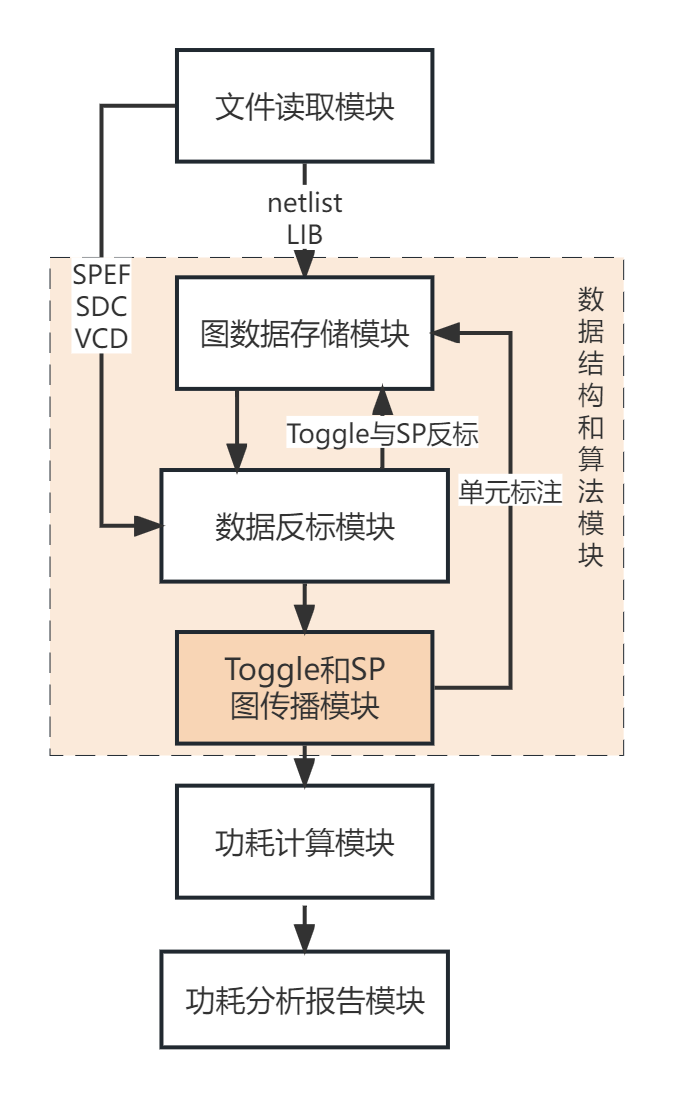 文件读取模块
netlist
LIB
SPEF
SDC
VCD
图数据存储模块
数据结构和算法模块
Toggle与SP反标
单元标注
数据反标模块
Toggle和SP
图传播模块
功耗计算模块
功耗分析报告模块